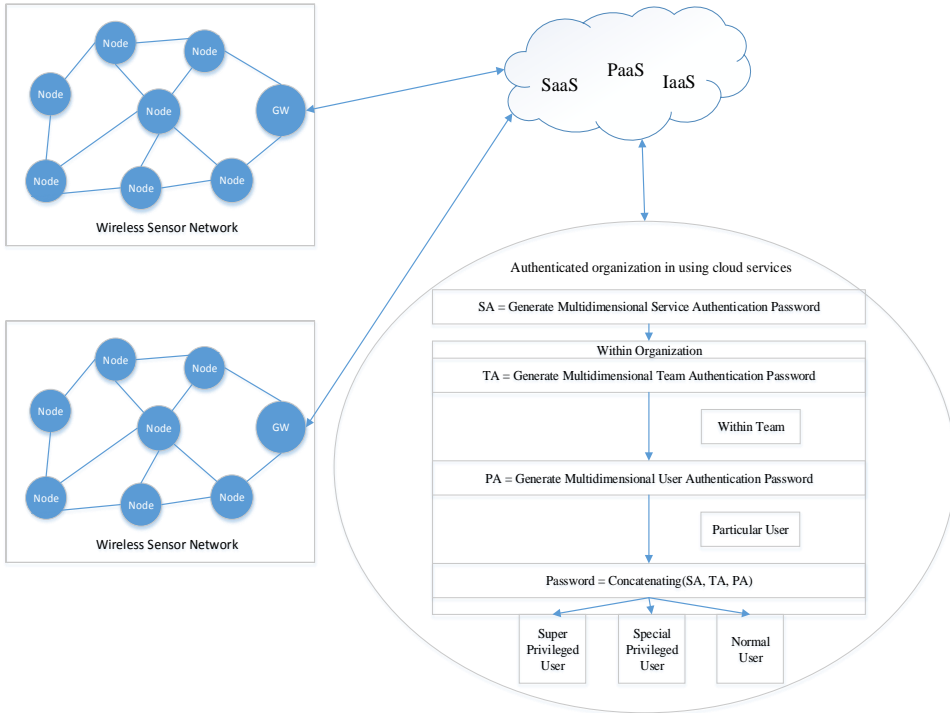 Node
Node
Node
Node
GW
Node
Node
Node
Node
Wireless Sensor Network
SaaS
PaaS
IaaS
Node
Node
Node
Node
GW
Node
Node
Node
Node
Wireless Sensor Network
Authenticated organization in using cloud services
SA = Generate Multidimensional Service Authentication Password
Within Organization
TA = Generate Multidimensional Team Authentication Password
Within Team
PA = Generate Multidimensional User Authentication Password
Particular User
Password = Concatenating(SA, TA, PA)
Super
Privileged
User
Special
Privileged
User
Normal
User